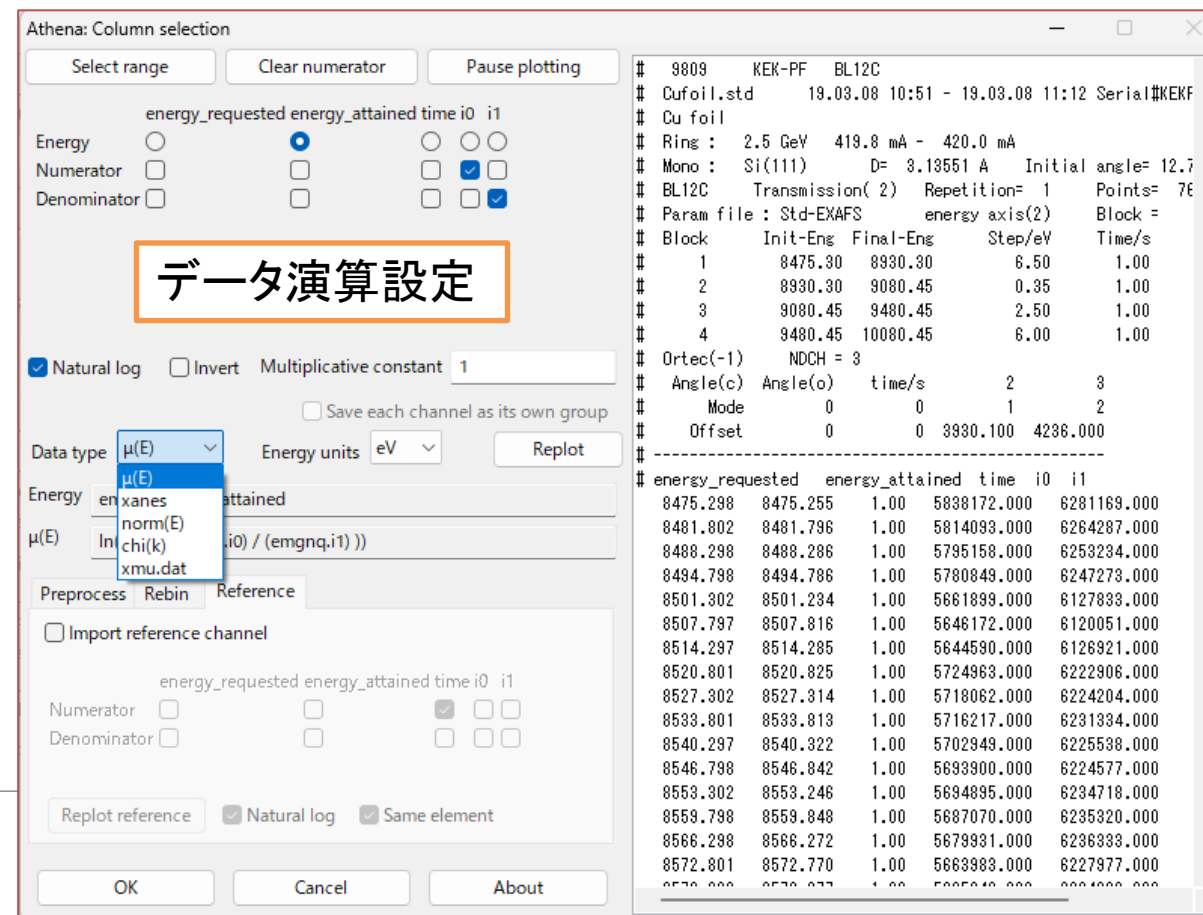 Athena: Column selection
Select range Clear numerator Pause plotting
energy_requested energy_attained time i0 i1
Energy
Numerator
Denominator
データ演算設定
Natural log Invert Multiplicative constant 1
Save each channel as its own group
Data type μ(E) Energy units eV Replot
μ(E)
xanes
norm(E)
chi(k)
xmu.dat
Energy en attained
μ(E) ln( .i0) / (emgnq.i1) ))
Preprocess Rebin Reference
Import reference channel
energy_requested energy_attained time i0 i1
Numerator
Denominator
Replot reference Natural log Same element
OK Cancel About
# 9809 KEK-PF BL12C
# Cufoil.std 19.03.08 10:51 - 19.03.08 11:12 Serial#KEKP
# Cu foil
# Ring : 2.5 GeV 419.8 mA - 420.0 mA
# Mono : Si(111) D= 3.13551 A Initial angle= 12.7
# BL12C Transmission( 2) Repetition= 1 Points= 76
# Param file : Std-EXAFS energy axis(2) Block =
# Block Init-Eng Final-Eng Step/eV Time/s
# 1 8475.30 8930.30 6.50 1.00
# 2 8930.30 9080.45 0.35 1.00
# 3 9080.45 9480.45 2.50 1.00
# 4 9480.45 10080.45 6.00 1.00
# Ortec(-1) NDCH = 3
# Angle(c) Angle(o) time/s 2 3
# Mode 0 0 1 2
# Offset 0 0 3930.100 4236.000
# --------------------------------------------------
# energy_requested energy_attained time i0 i1
8475.298 8475.255 1.00 5838172.000 6281169.000
8481.802 8481.796 1.00 5814093.000 6264287.000
8488.298 8488.286 1.00 5795158.000 6253234.000
8494.798 8494.786 1.00 5780849.000 6247273.000
8501.302 8501.234 1.00 5661899.000 6127833.000
8507.797 8507.816 1.00 5646172.000 6120051.000
8514.297 8514.285 1.00 5644590.000 6126921.000
8520.801 8520.825 1.00 5724963.000 6222906.000
8527.302 8527.314 1.00 5718062.000 6224204.000
8533.801 8533.813 1.00 5716217.000 6231334.000
8540.297 8540.322 1.00 5702949.000 6225538.000
8546.798 8546.842 1.00 5693900.000 6224577.000
8553.302 8553.246 1.00 5694895.000 6234718.000
8559.798 8559.848 1.00 5687070.000 6235320.000
8566.298 8566.272 1.00 5679931.000 6236333.000
8572.801 8572.770 1.00 5663983.000 6227977.000